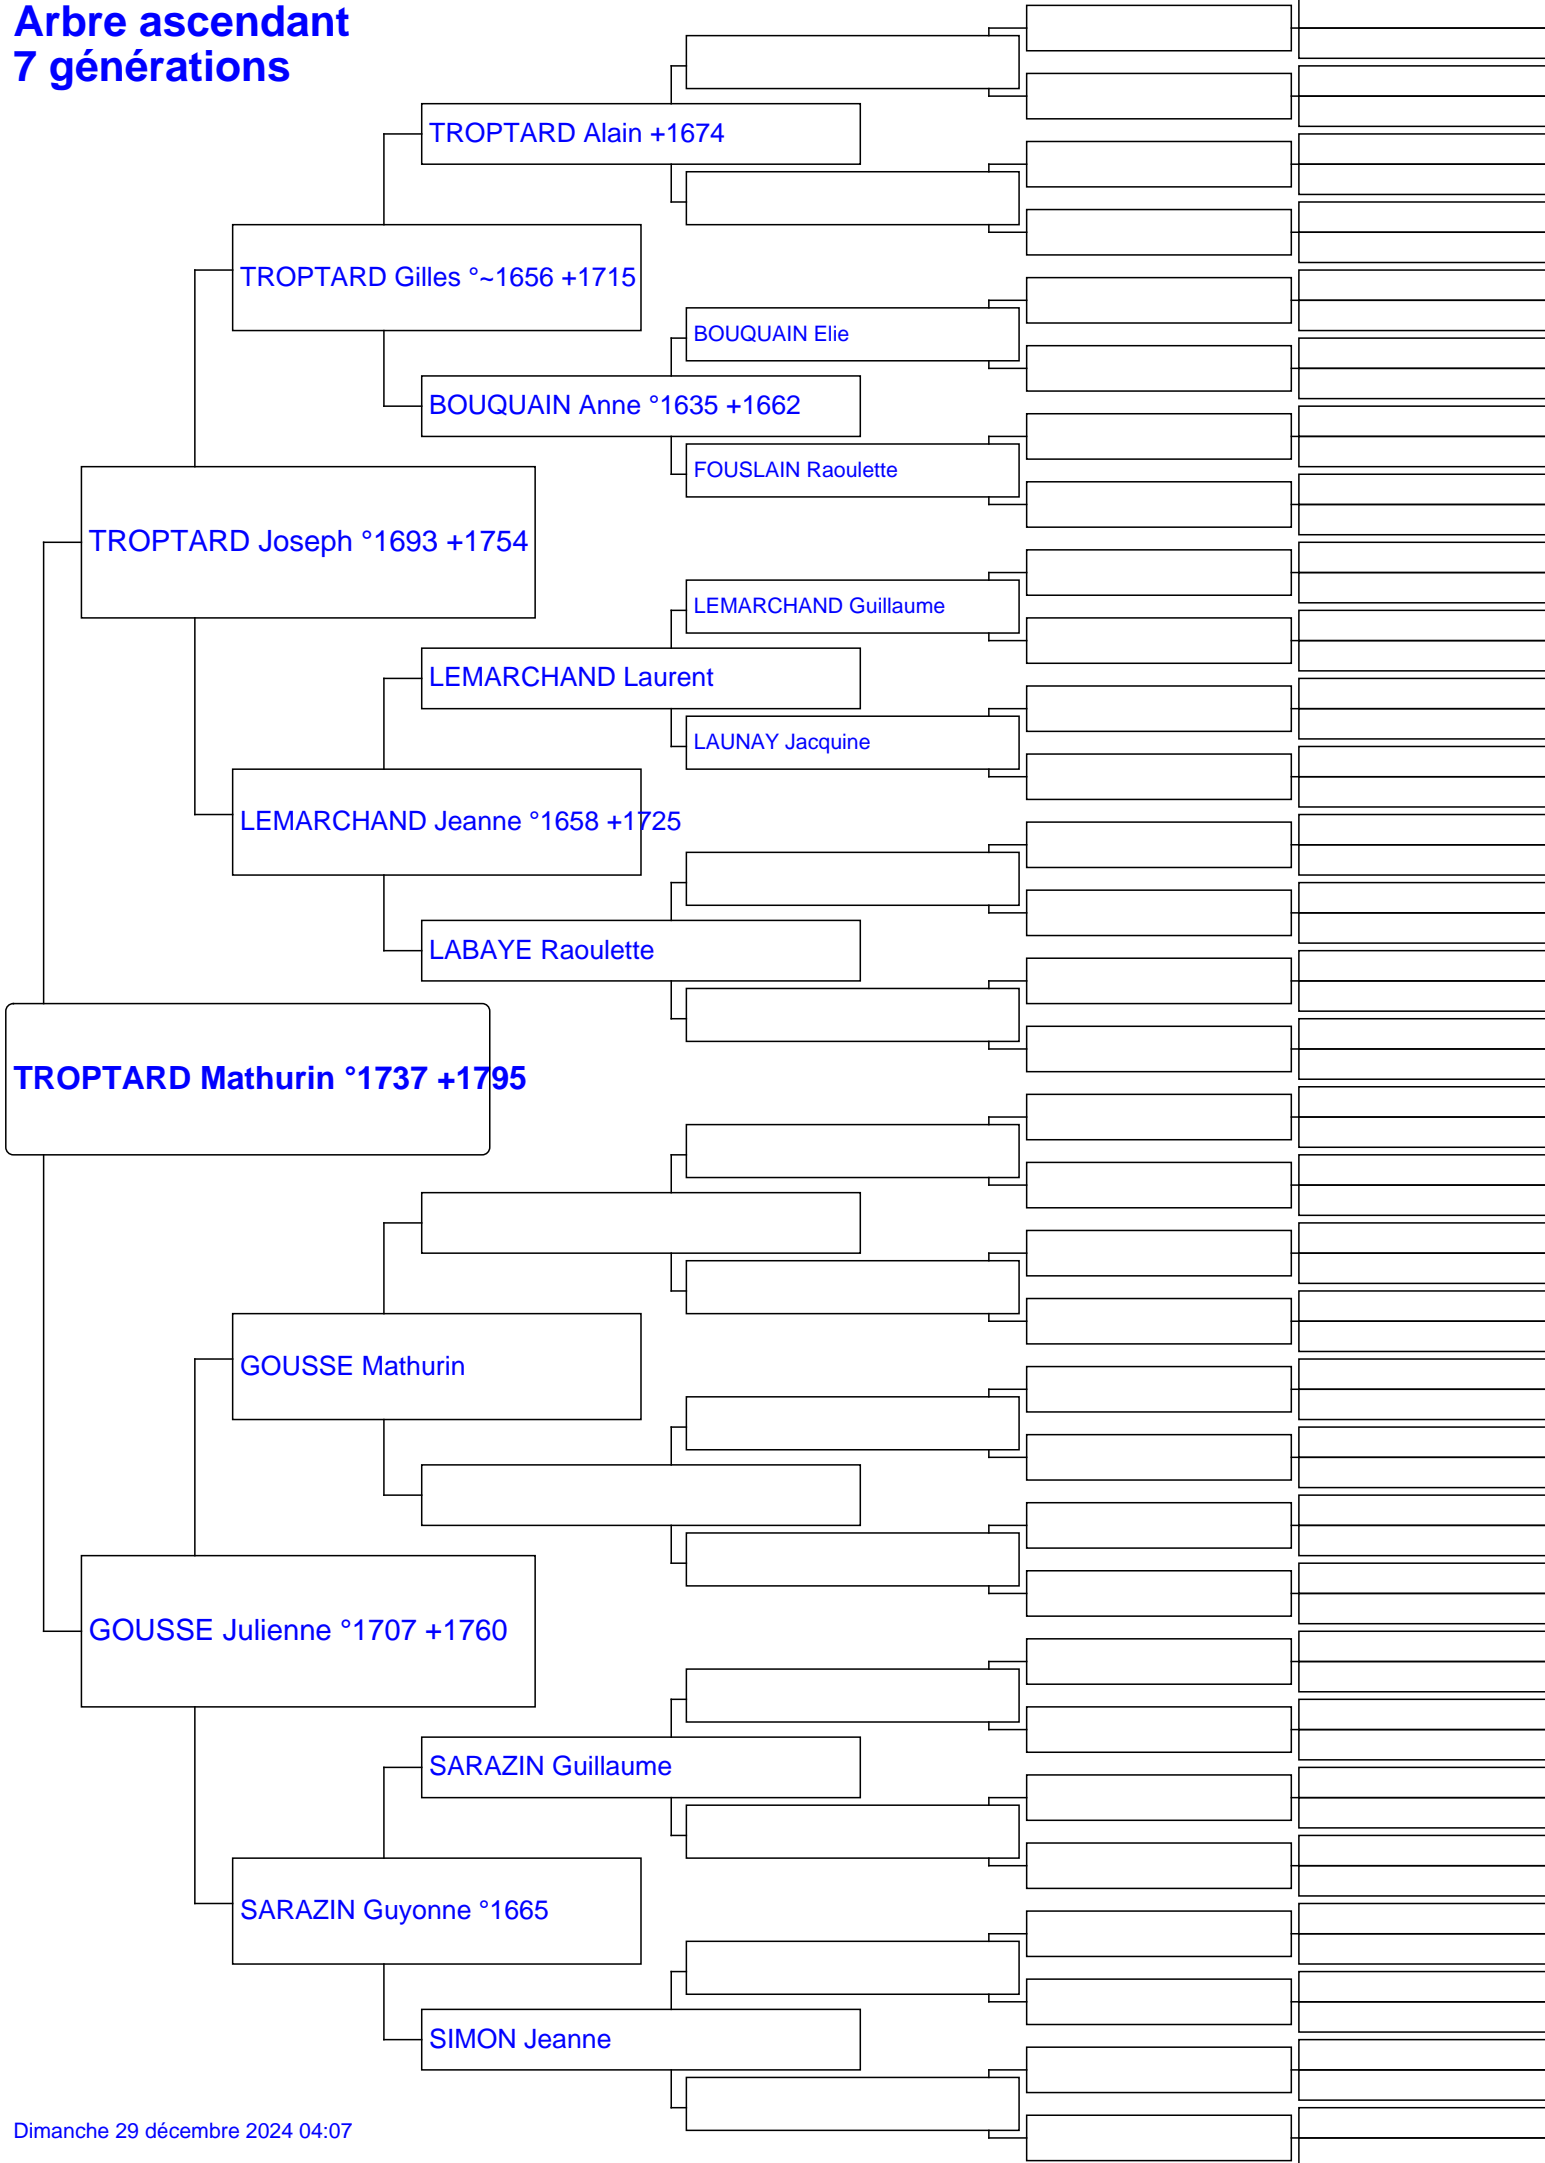 Arbre ascendant
7 générations
TROPTARD Alain +1674
TROPTARD Gilles °~1656 +1715
BOUQUAIN Elie
BOUQUAIN Anne °1635 +1662
FOUSLAIN Raoulette
TROPTARD Joseph °1693 +1754
LEMARCHAND Guillaume
LEMARCHAND Laurent
LAUNAY Jacquine
LEMARCHAND Jeanne °1658 +1725
LABAYE Raoulette
TROPTARD Mathurin °1737 +1795
GOUSSE Mathurin
GOUSSE Julienne °1707 +1760
SARAZIN Guillaume
SARAZIN Guyonne °1665
SIMON Jeanne
Dimanche 29 décembre 2024 04:07